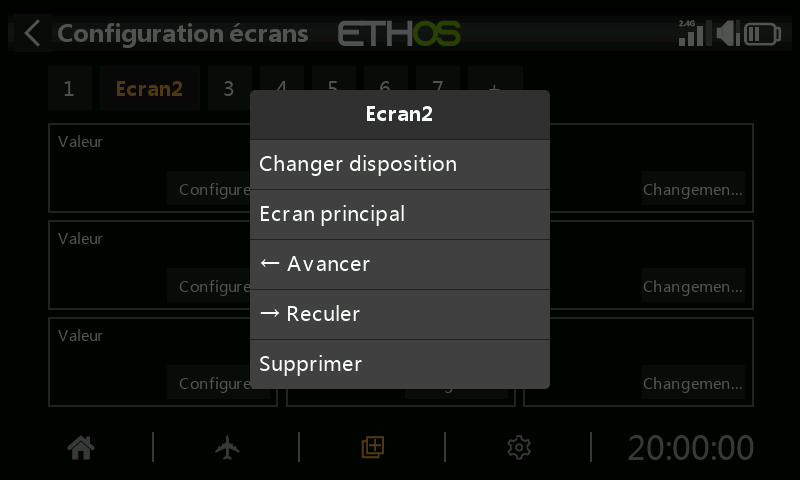 Configuration écrans
ETHOS
2.4G
1
Ecran2
3
4
5
6
7
+
Ecran2
Changer disposition
Ecran principal
← Avancer
→ Reculer
Supprimer
Valeur
Configure
Changemen...
Valeur
Configure
Changemen...
Valeur
Configure
Changemen...
20:00:00